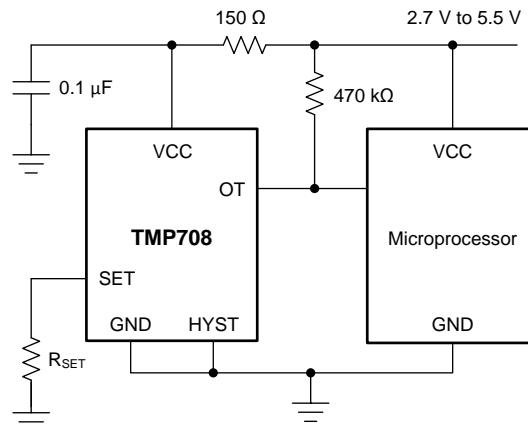 150 Ω
2.7 V to 5.5 V
0.1 µF
470 kΩ
VCC
VCC
OT
TMP708
Microprocessor
SET
GND
HYST
GND
RSET